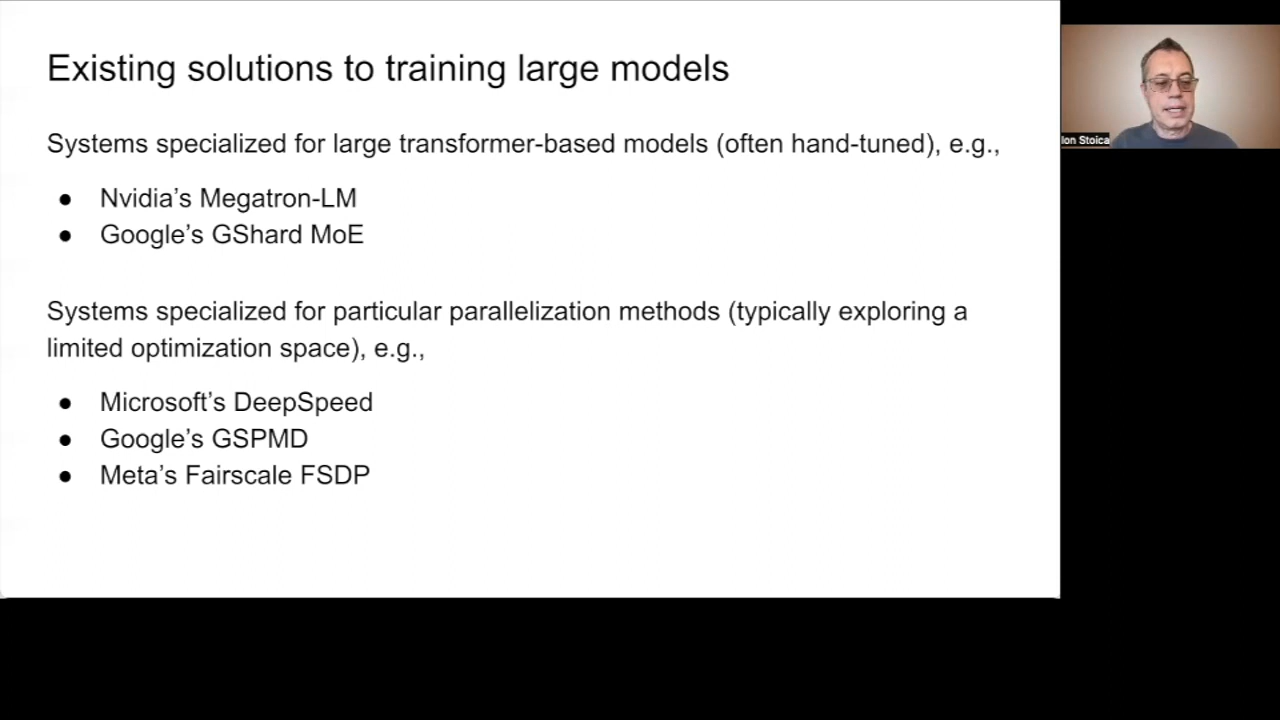 Existing solutions to training large models
Systems specialized for large transformer-based models (often hand-tuned), e.g.,
● Nvidia’s Megatron-LM
● Google’s GShard MoE
Systems specialized for particular parallelization methods (typically exploring a
limited optimization space), e.g.,
● Microsoft’s DeepSpeed
● Google’s GSPMD
● Meta’s Fairscale FSDP
Ion Stoica